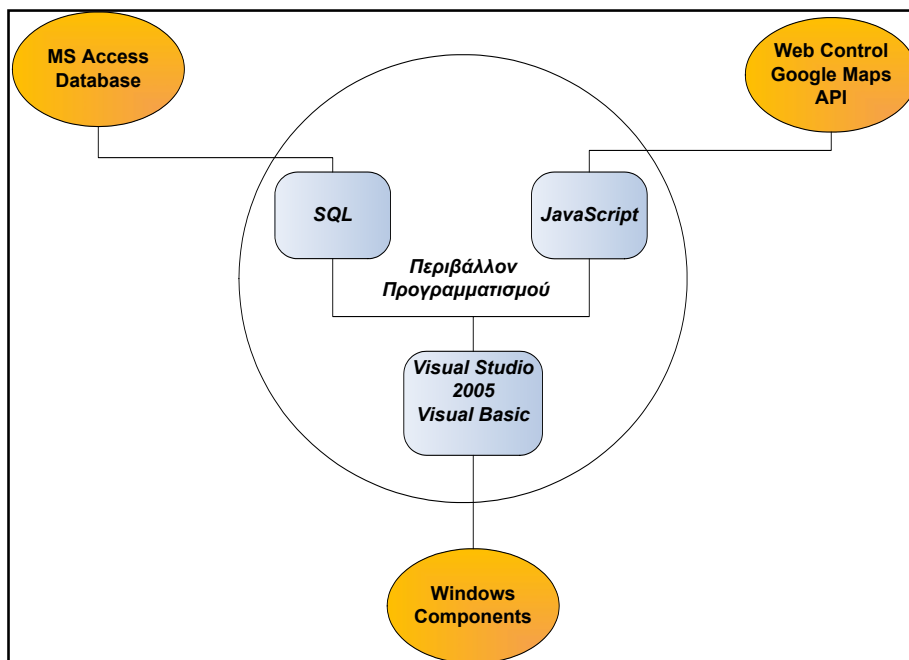 MS Access
Database
Web Control
Google Maps
API
SQL
JavaScript
Περιβάλλον
Προγραμματισμού
Visual Studio
2005
Visual Basic
Windows
Components